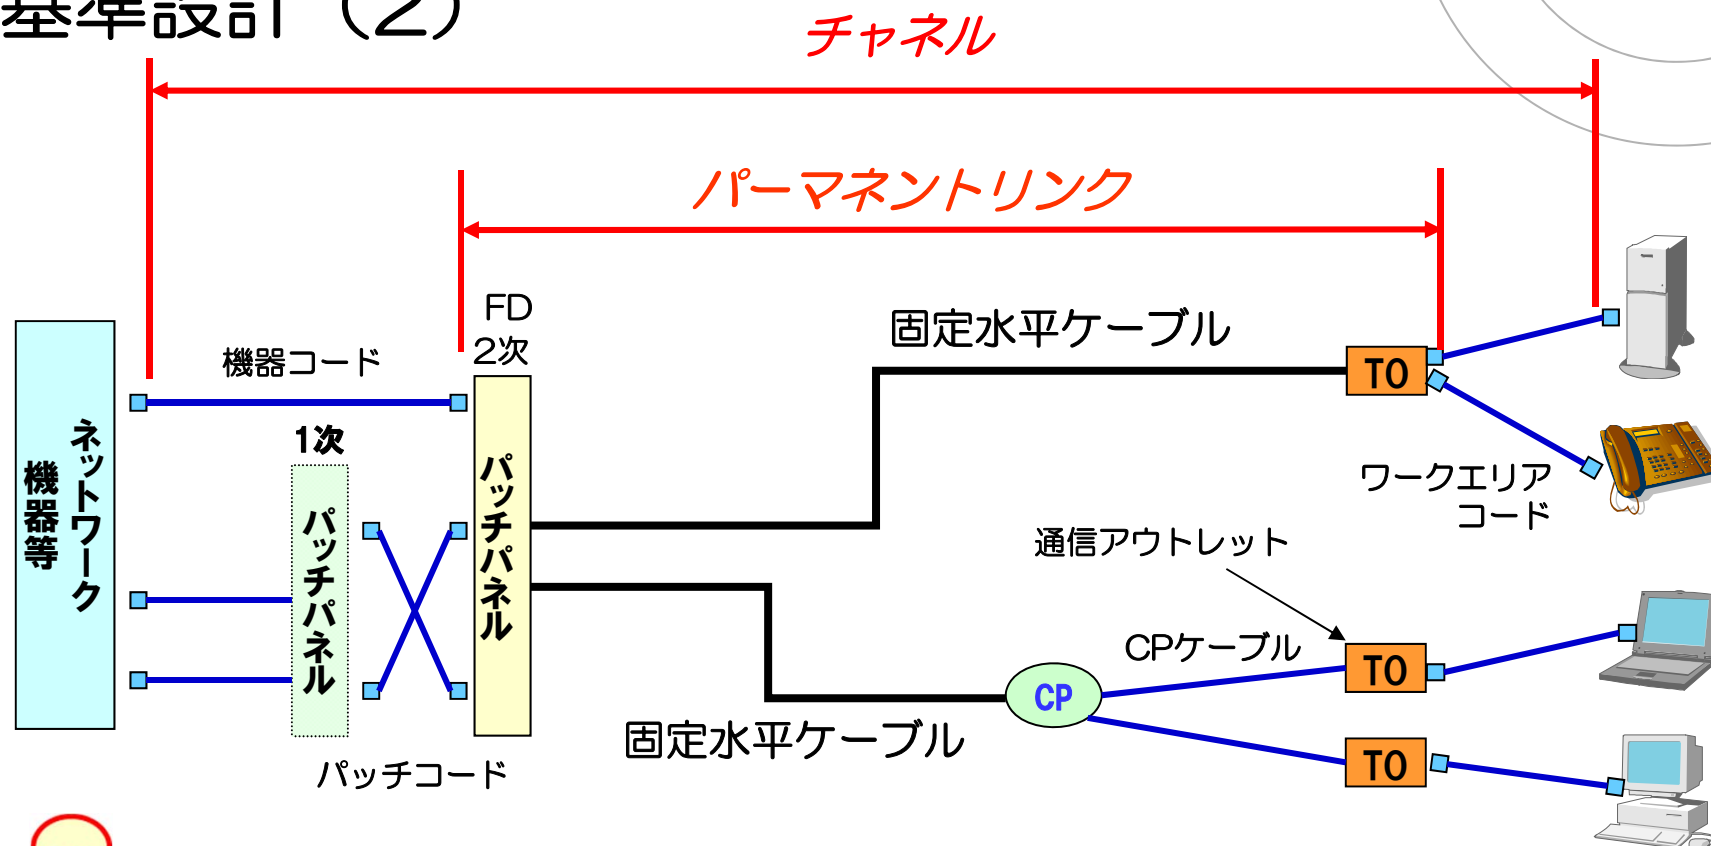 基準設計（２）
チャネル
パーマネントリンク
FD
2次
機器コード
固定水平ケーブル
TO
1次
ネットワーク
機器等
パッチパネル
パッチパネル
ワークエリア
コード
通信アウトレット
CPケーブル
TO
CP
固定水平ケーブル
TO
パッチコード